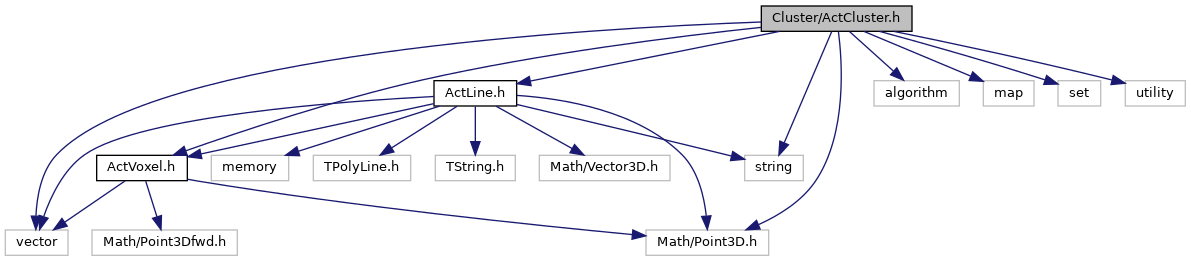 Cluster/ActCluster.h
ActLine.h
algorithm
map
set
utility
ActVoxel.h
memory
TPolyLine.h
TString.h
Math/Vector3D.h
string
vector
Math/Point3Dfwd.h
Math/Point3D.h